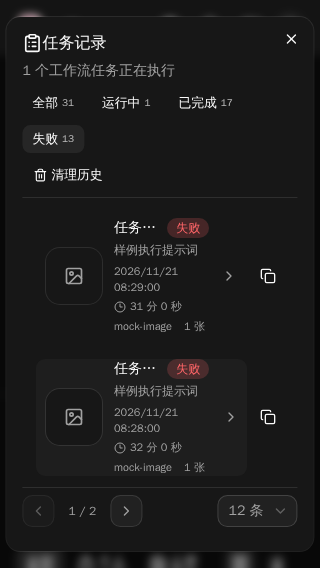 任务记录
1 个工作流任务正在执行
全部 31
运行中 1
已完成 17
失败 13
清理历史
任务…
失败
样例执行提示词
2026/11/21
08:29:00
31 分 0 秒
mock-image 1 张
任务…
失败
样例执行提示词
2026/11/21
08:28:00
32 分 0 秒
mock-image 1 张
1 / 2
12 条